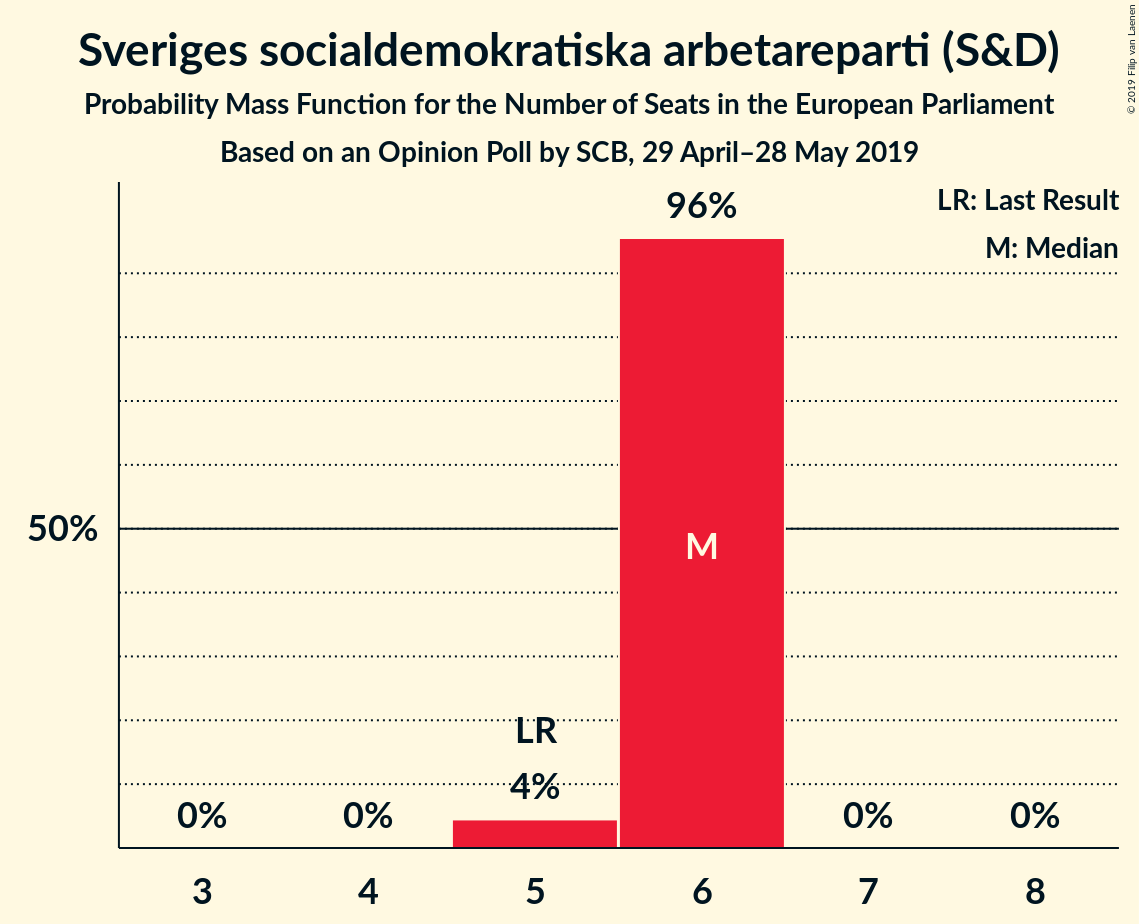 Sveriges socialdemokratiska arbetareparti (S&D)
Probability Mass Function for the Number of Seats in the European Parliament
Based on an Opinion Poll by SCB, 29 April–28 May 2019
© 2019 Filip van Laenen
LR: Last Result
M: Median
96%
50%
M
LR
4%
0%
0%
0%
0%
3
4
5
6
7
8